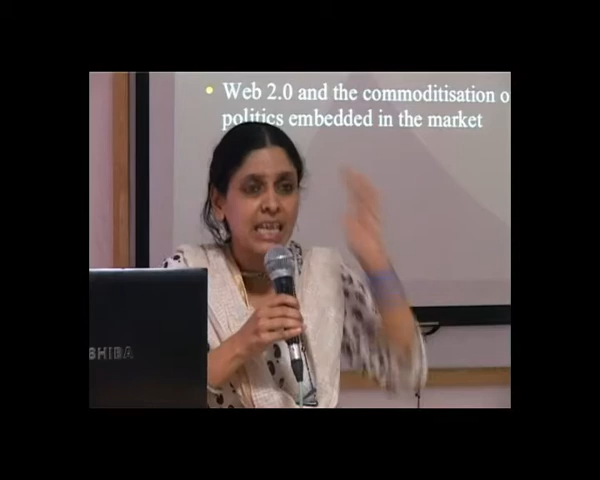 Web 2.0 and the commoditisation
politics embedded in the market
SHIBA